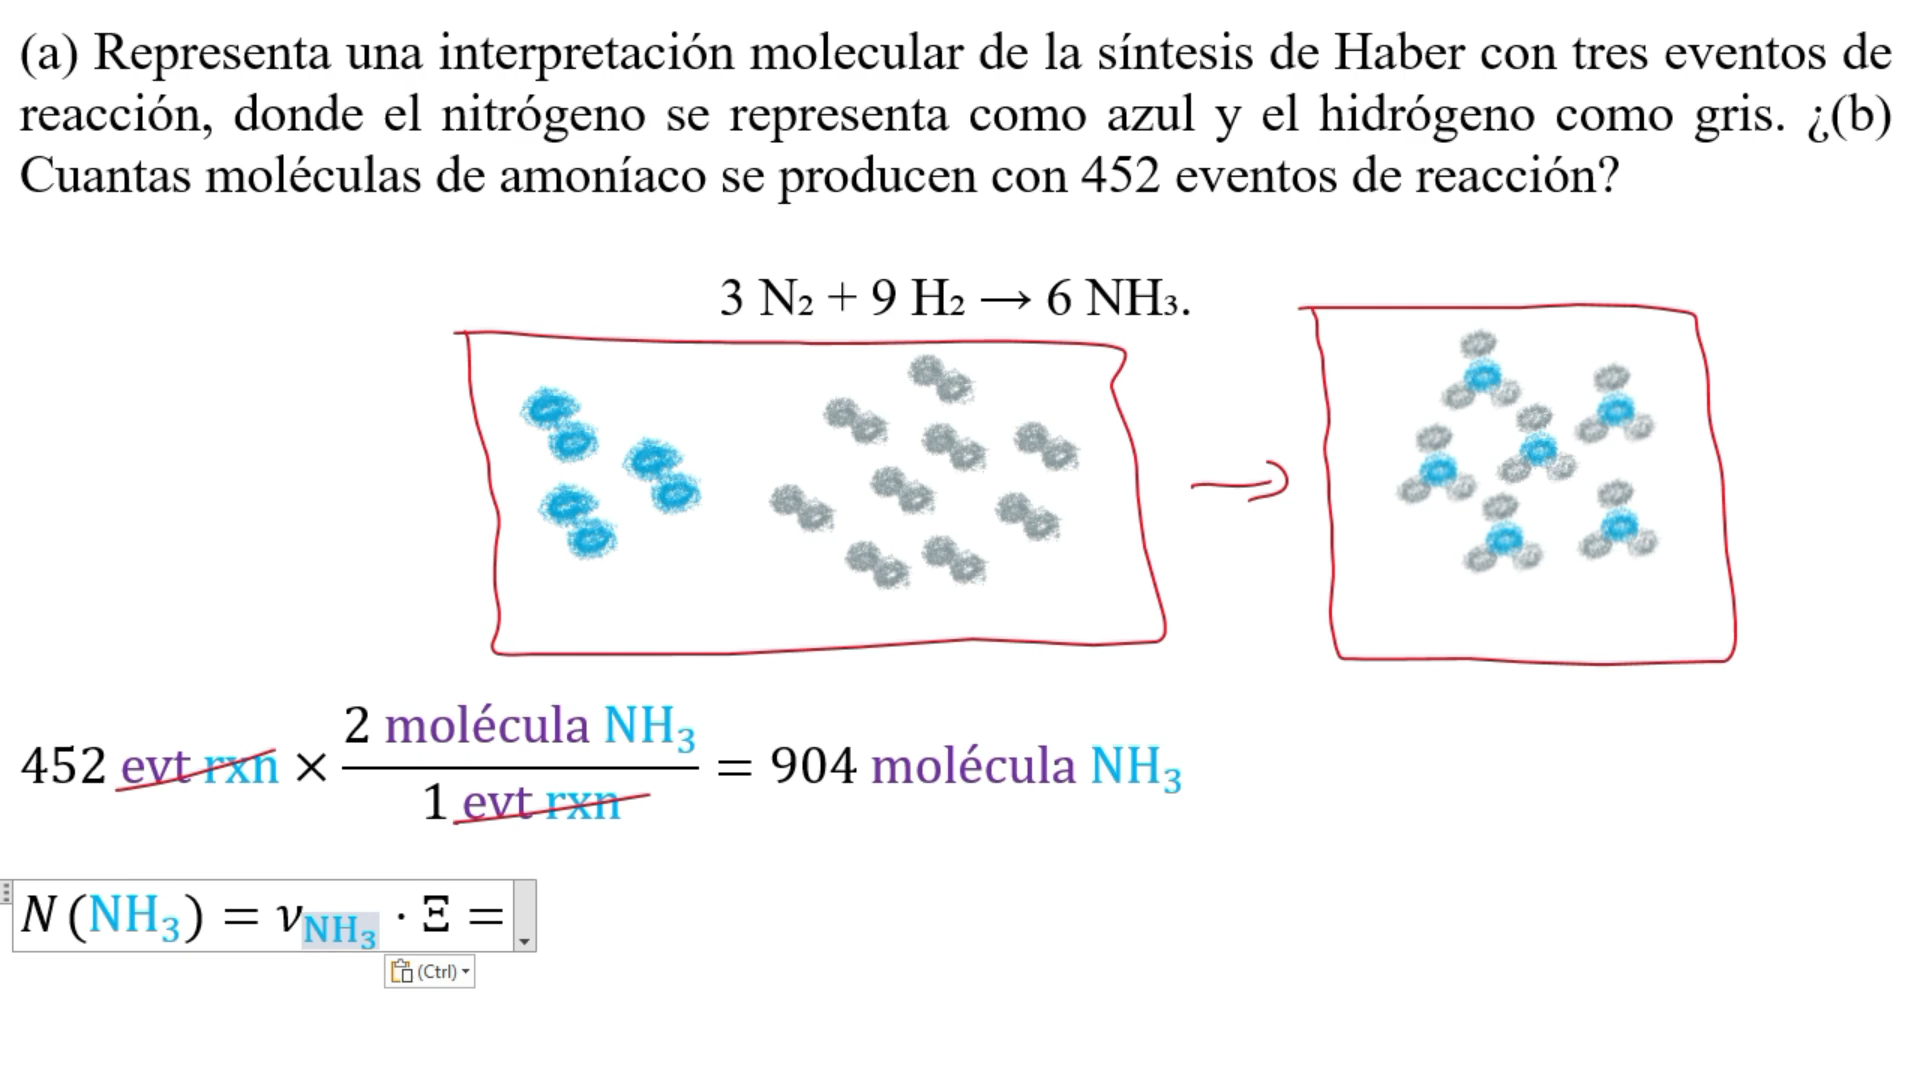 (a) Representa una interpretación molecular de la síntesis de Haber con tres eventos de
reacción, donde el nitrógeno se representa como azul y el hidrógeno como gris. ¿(b)
Cuantas moléculas de amoníaco se producen con 452 eventos de reacción?
3 N₂ + 9 H₂ → 6 NH₃.
452 evt rxn × 2 molécula NH₃ / 1 evt rxn = 904 molécula NH₃
N (NH₃) = ν_NH₃ · Ξ =
(Ctrl)